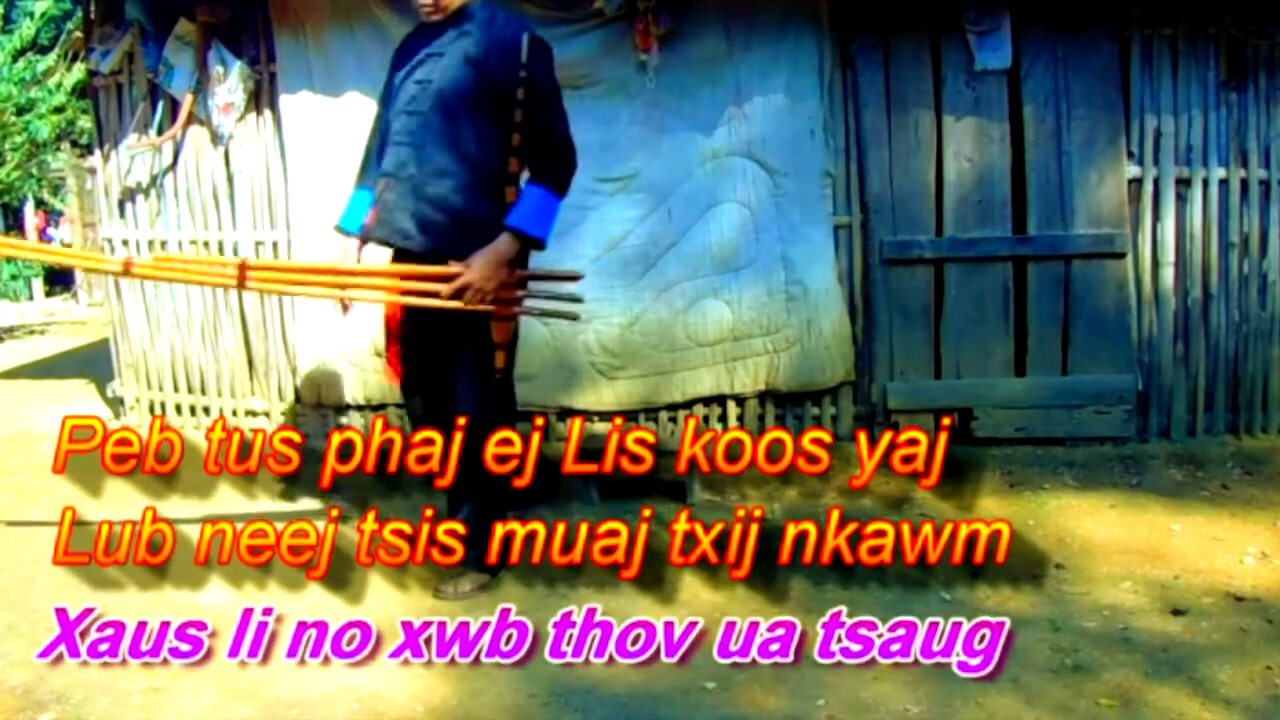 Peb tus phaj ej Lis koos yaj
Lub neej tsis muaj txij nkawm
Xaus li no xwb thov ua tsaug